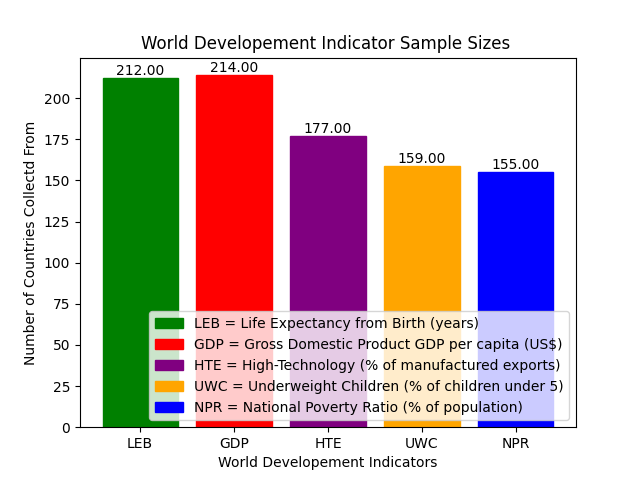 World Developement Indicator Sample Sizes
212.00
214.00
177.00
159.00
155.00
Number of Countries Collectd From
200
175
150
125
100
75
50
25
0
LEB = Life Expectancy from Birth (years)
GDP = Gross Domestic Product GDP per capita (US$)
HTE = High-Technology (% of manufactured exports)
UWC = Underweight Children (% of children under 5)
NPR = National Poverty Ratio (% of population)
LEB GDP HTE UWC NPR
World Developement Indicators